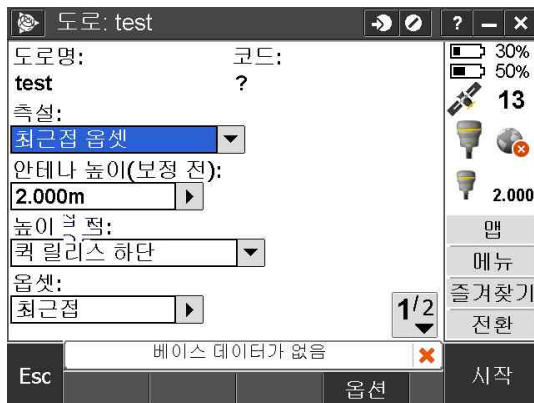 도로: test
? – ×
도로명: 코드:
test ?
측설:
최근접 옵셋
안테나 높이(보정 전):
2.000m
높이
퀵 릴리스 하단
옵셋:
최근접
1/2
베이스 데이터가 없음
Esc
옵션
30%
50%
13
2.000
맵
메뉴
즐겨찾기
전환
시작